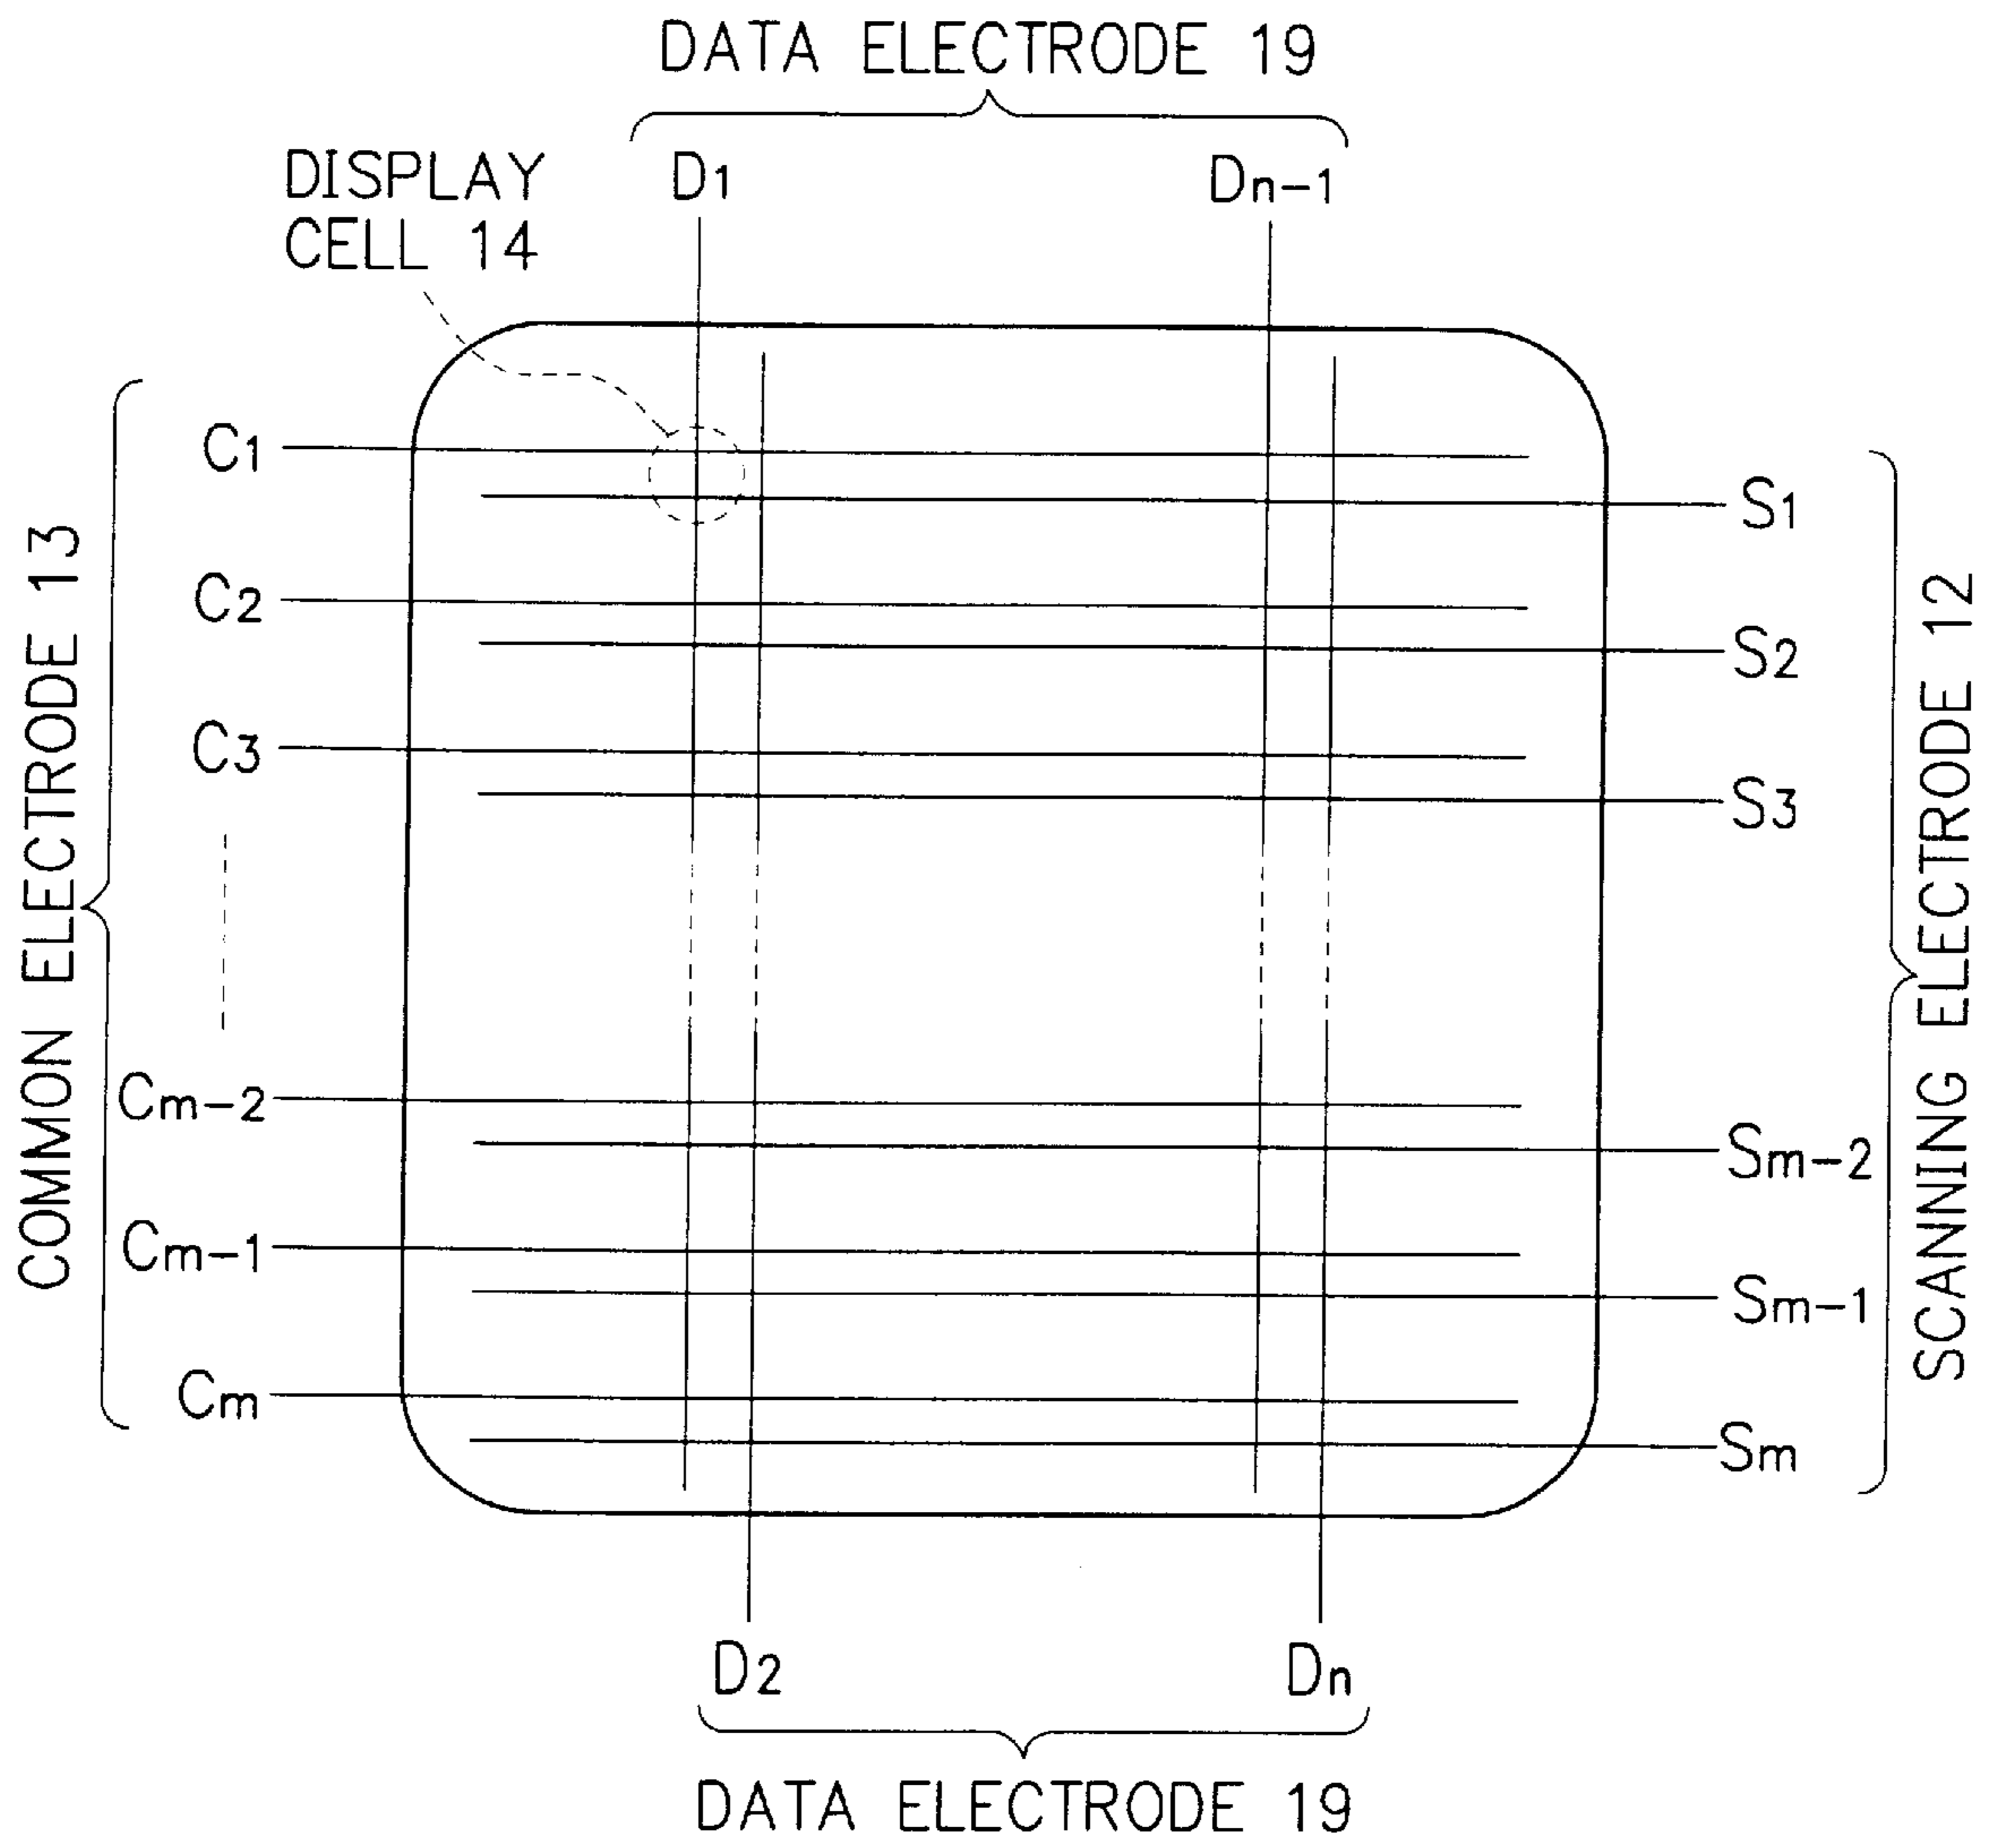 DATA ELECTRODE 19
D1
Dn-1
DISPLAY
CELL 14
C1
S1
C2
S2
C3
S3
COMMON ELECTRODE 13
SCANNING ELECTRODE 12
Cm-2
Sm-2
Cm-1
Sm-1
Cm
Sm
D2
Dn
DATA ELECTRODE 19